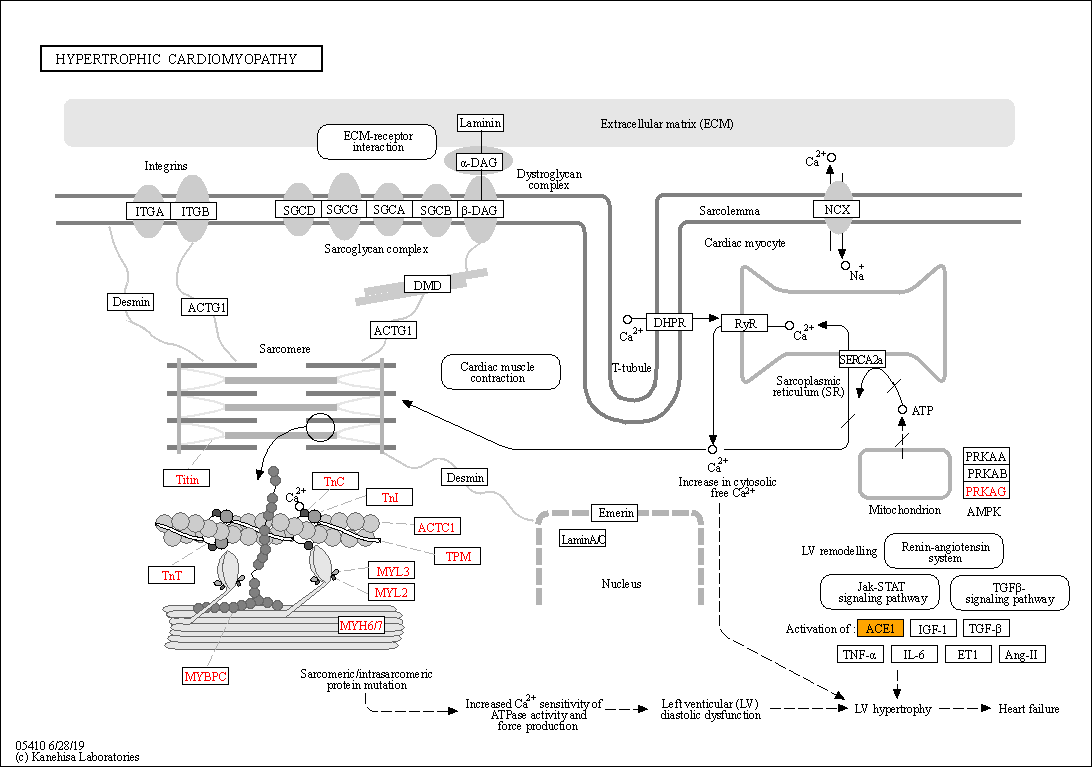 HYPERTROPHIC CARDIOMYOPATHY
Extracellular matrix (ECM)
Laminin
ECM-receptor
interaction
α-DAG
Dystroglycan
complex
Integrins
Ca2+
ITGA
ITGB
SGCD
SGCG
SGCA
SGCB
β-DAG
Sarcolemma
NCX
Sarcoglycan complex
Cardiac myocyte
Na+
DMD
Desmin
ACTG1
ACTG1
DHPR
RyR
Ca2+
Ca2+
Sarcomere
SERCA2a
Cardiac muscle
contraction
T-tubule
Sarcoplasmic
reticulum (SR)
ATP
Titin
TnC
Ca2+
TnI
Desmin
Ca2+
Increase in cytosolic
free Ca2+
PRKAA
PRKAB
PRKAG
Mitochondrion
AMPK
ACTC1
Emerin
LaminA/C
TPM
TnT
MYL3
MYL2
Nucleus
LV remodelling
Renin-angiotensin
system
Jak-STAT
signaling pathway
TGFβ-
signaling pathway
MYH6/7
Activation of :
ACE1
IGF-1
TGF-β
TNF-α
IL-6
ET1
Ang-II
MYBPC
Sarcomeric/intrasarcomeric
protein mutation
Increased Ca2+ sensitivity of
ATPase activity and
force production
Left venticular (LV)
diastolic dysfunction
LV hypertrophy
Heart failure
05410 6/28/19
(c) Kanehisa Laboratories